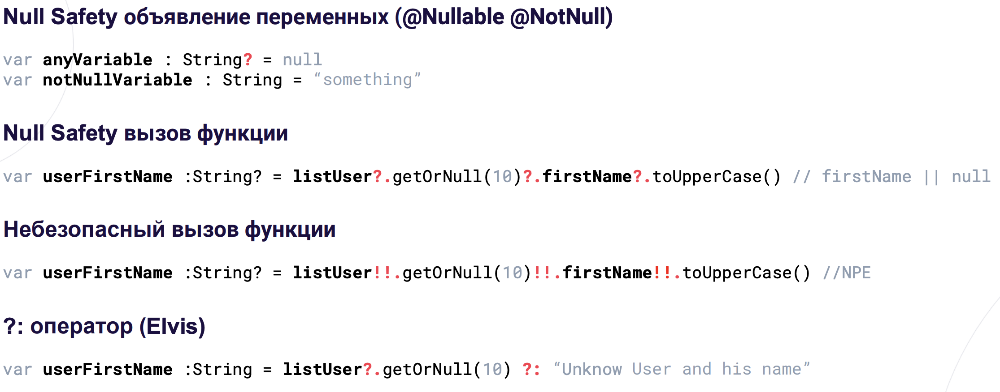 Null Safety объявление переменных (@Nullable @NotNull)
var anyVariable : String? = null
var notNullVariable : String = “something”
Null Safety вызов функции
var userFirstName :String? = listUser?.getOrNull(10)?.firstName?.toUpperCase() // firstName || null
Небезопасный вызов функции
var userFirstName :String? = listUser!!.getOrNull(10)!!.firstName!!.toUpperCase() //NPE
?: оператор (Elvis)
var userFirstName :String = listUser?.getOrNull(10) ?: “Unknow User and his name”